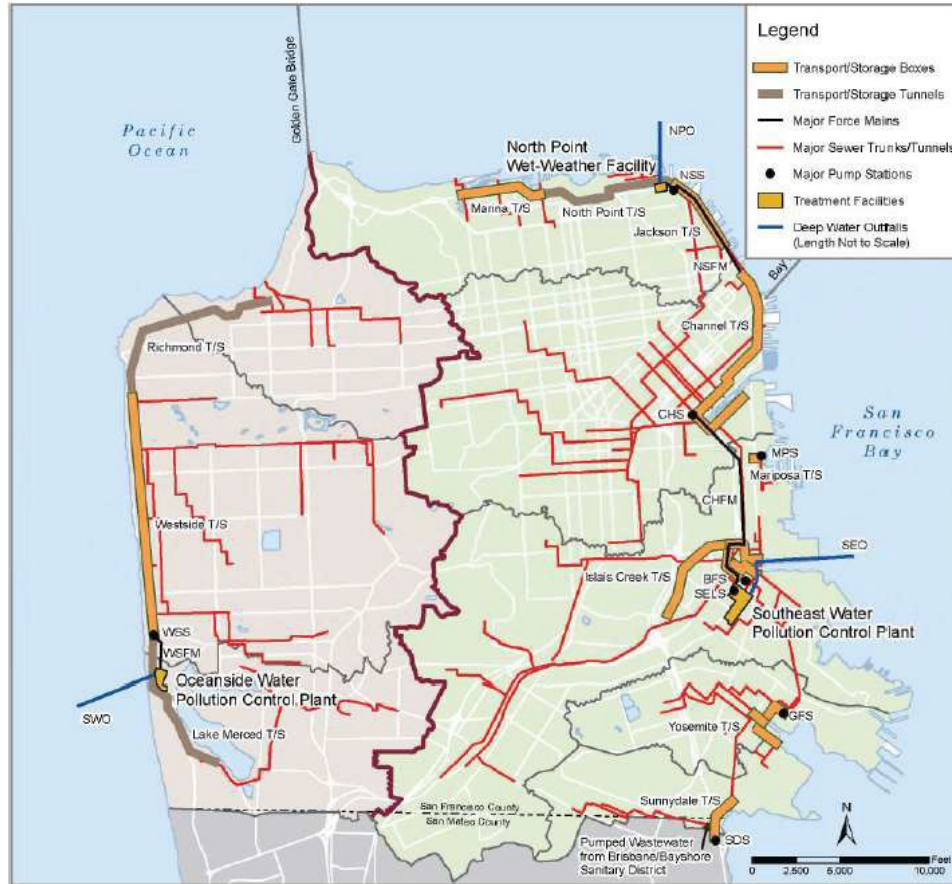 Legend
Transport/Storage Boxes
Transport/Storage Tunnels
Major Force Mains
Major Sewer Trunks/Tunnels
Major Pump Stations
Treatment Facilities
Deep Water Outfalls
(Length Not to Scale)
Golden Gate Bridge
Pacific
Ocean
NPO
North Point
Wet-Weather Facility
NSS
Marina T/S
North Point T/S
Jackson T/S
NSFM
Bay
Channel T/S
Richmond T/S
CHS
San
Francisco
Bay
MPS
Mariposa T/S
CHFM
Westside T/S
SEO
Islais Creek T/S
BFS
SELS
Southeast Water
Pollution Control Plant
WSS
WSFM
Oceanside Water
Pollution Control Plant
SWO
Lake Merced T/S
Yosemite T/S
GFS
Sunnydale T/S
San Francisco County
San Mateo County
SDS
Pumped Wastewater
from Brisbane/Bayshore
Sanitary District
N
Feet
0 2,500 5,000 10,000